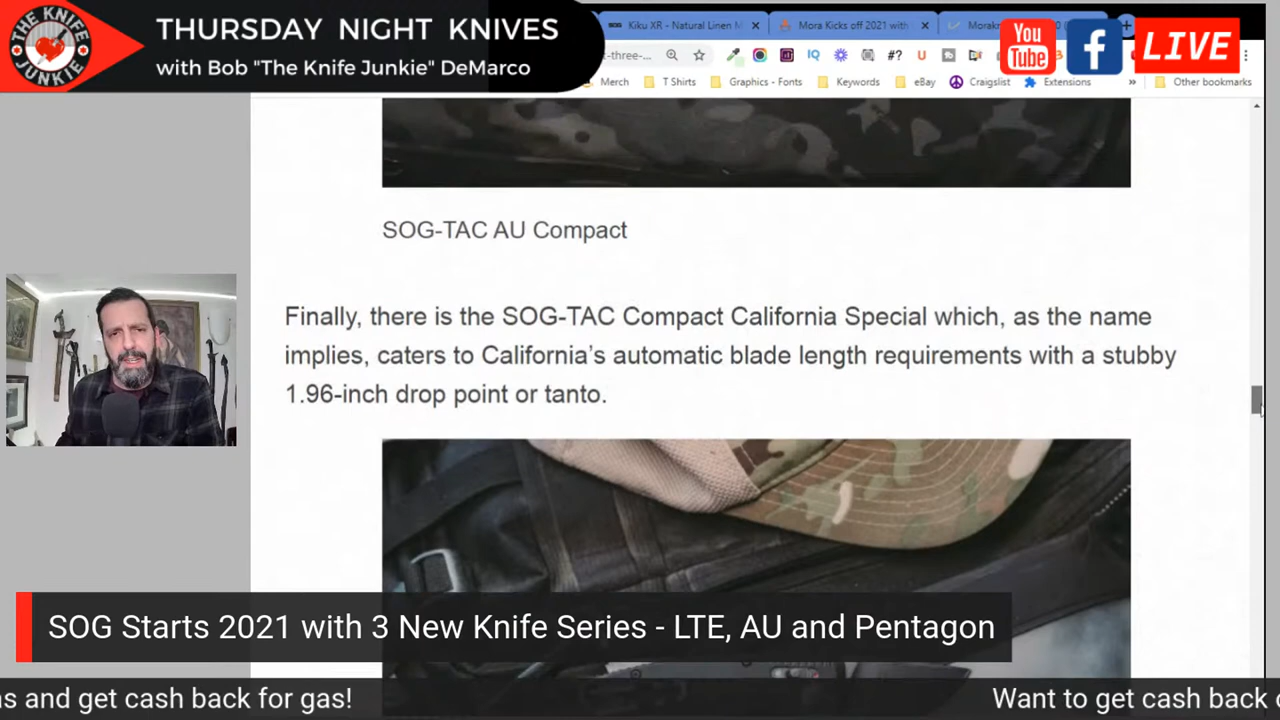 THE KNIFE JUNKIE
THURSDAY NIGHT KNIVES
with Bob "The Knife Junkie" DeMarco
Kiku XR - Natural Linen M
Mora Kicks off 2021 with
Morak
t-three-...
IQ
#?
You
Tube
f
LIVE
Merch
T Shirts
Graphics - Fonts
Keywords
eBay
Craigslist
Extensions
»
Other bookmarks
SOG-TAC AU Compact
Finally, there is the SOG-TAC Compact California Special which, as the name
implies, caters to California’s automatic blade length requirements with a stubby
1.96-inch drop point or tanto.
SOG Starts 2021 with 3 New Knife Series - LTE, AU and Pentagon
as and get cash back for gas!
Want to get cash back